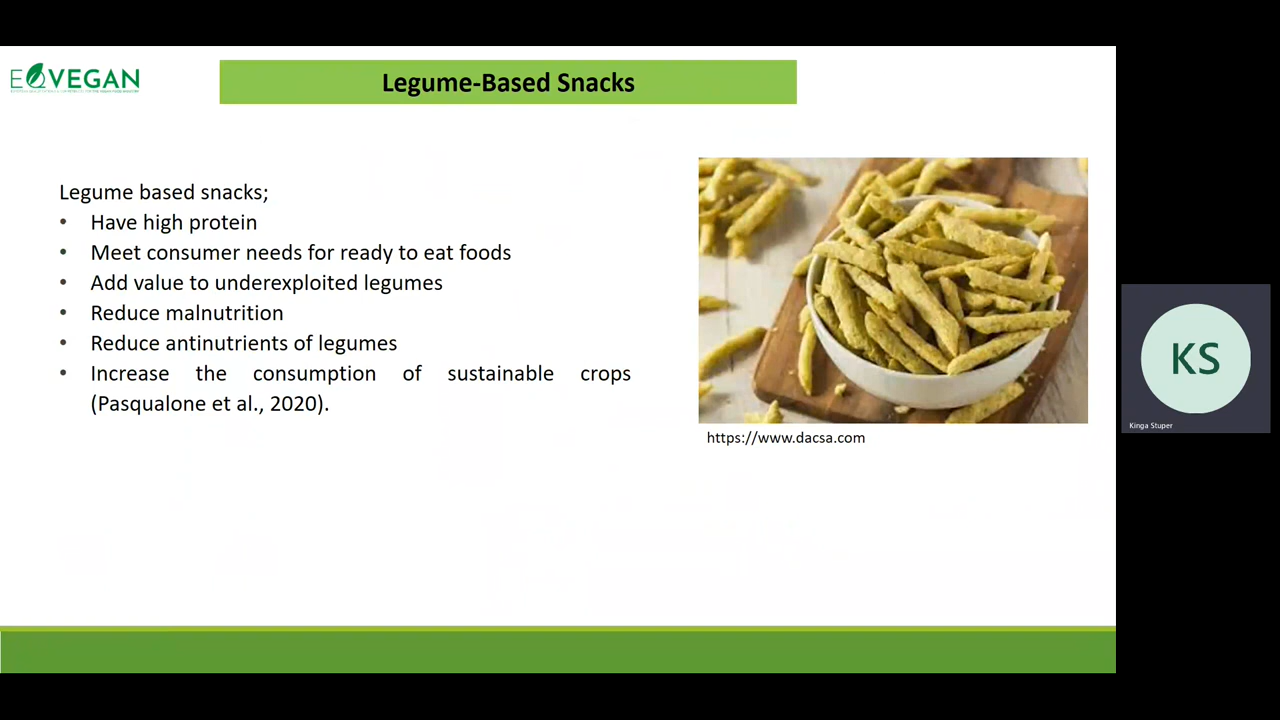 EQVEGAN
Legume-Based Snacks
Legume based snacks;
• Have high protein
• Meet consumer needs for ready to eat foods
• Add value to underexploited legumes
• Reduce malnutrition
• Reduce antinutrients of legumes
• Increase the consumption of sustainable crops
(Pasqualone et al., 2020).
https://www.dacsa.com
KS
Kinga Stuper